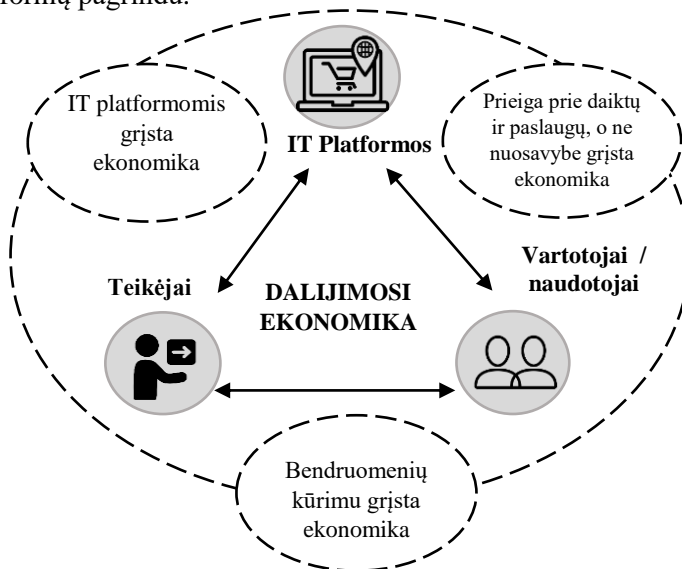 pagrindu.
IT platformomis
grįsta
ekonomika
IT Platformos
Prieiga prie daiktų
ir paslaugų, o ne
nuosavybe grįsta
ekonomika
Teikėjai
DALIJIMOSI
EKONOMIKA
Vartotojai /
naudotojai
Bendruomenių
kūrimu grįsta
ekonomika